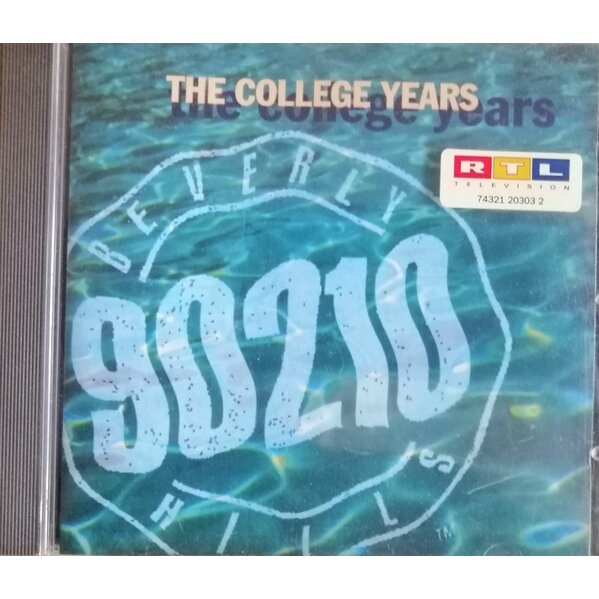 THE COLLEGE YEARS
the college years
RTL
TELEVISION
74321 20303 2
BEVERLY
90210
HILLS
TM